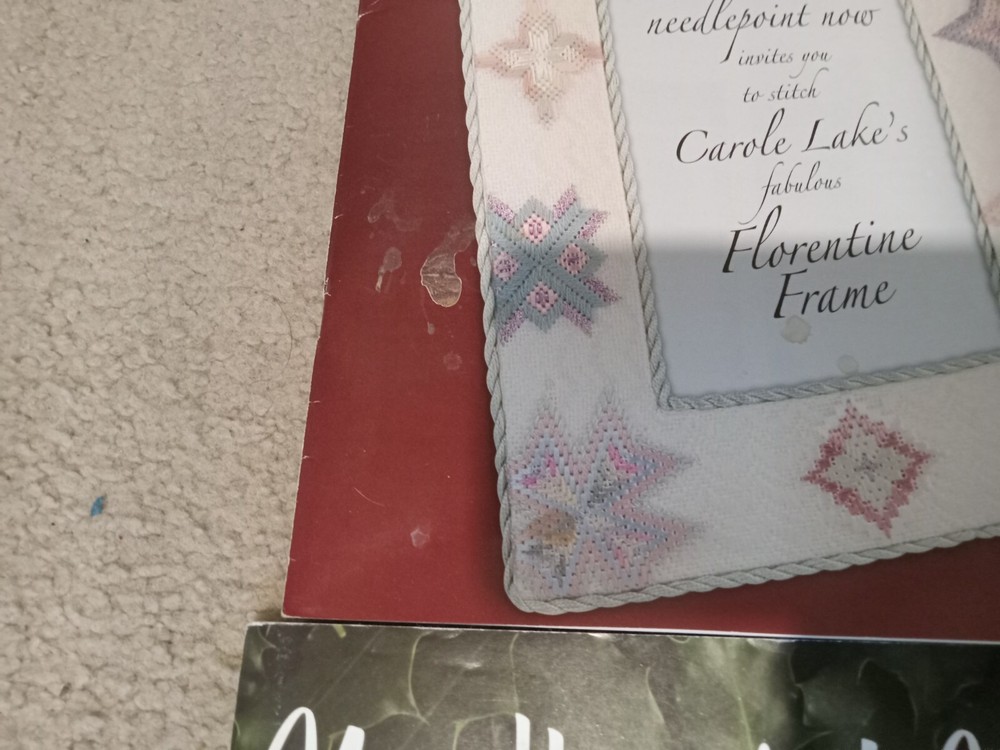 needlepoint now
invites you
to stitch
Carole Lake's
fabulous
Florentine
Frame